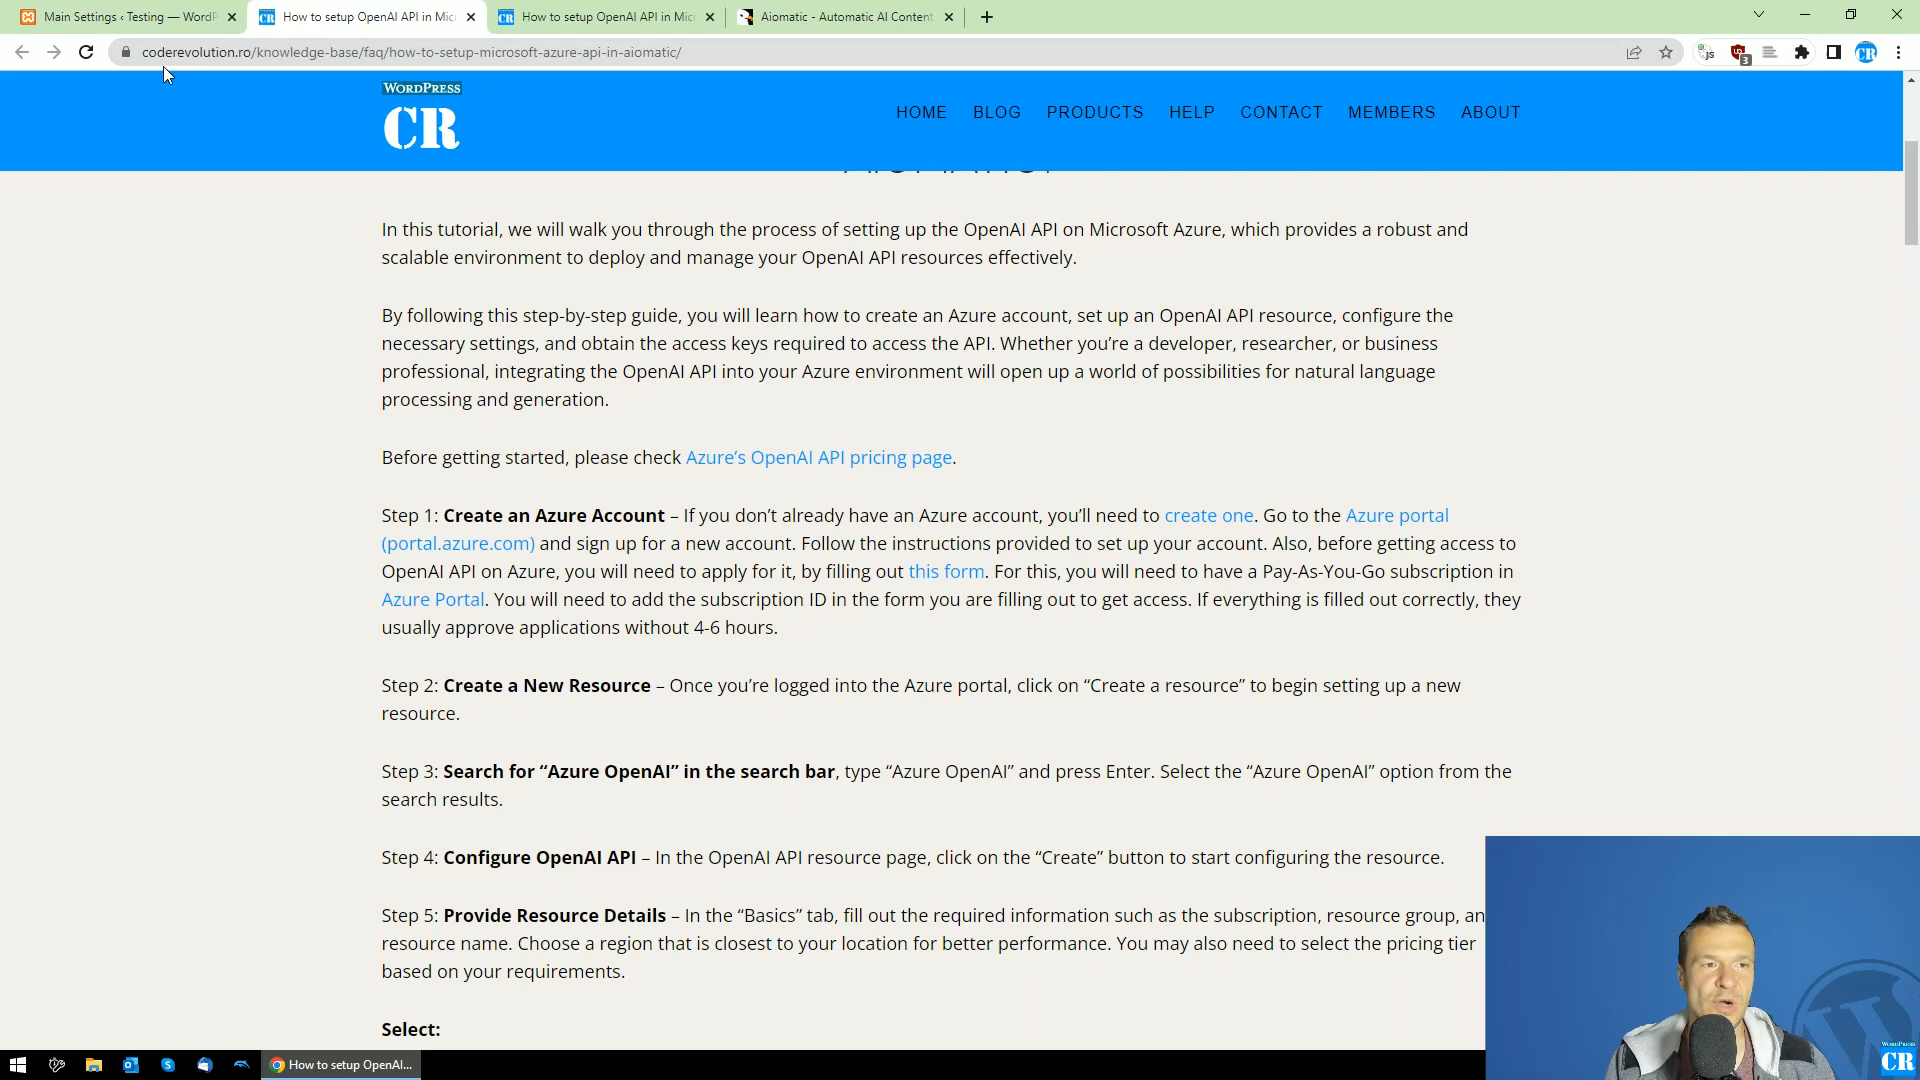 Main Settings ‹ Testing — WordP
How to setup OpenAI API in Mic
How to setup OpenAI API in Mic
Aiomatic - Automatic AI Content
coderevolution.ro/knowledge-base/faq/how-to-setup-microsoft-azure-api-in-aiomatic/
JS
3
CR
WORDPRESS
CR
HOME
BLOG
PRODUCTS
HELP
CONTACT
MEMBERS
ABOUT
In this tutorial, we will walk you through the process of setting up the OpenAI API on Microsoft Azure, which provides a robust and
scalable environment to deploy and manage your OpenAI API resources effectively.
By following this step-by-step guide, you will learn how to create an Azure account, set up an OpenAI API resource, configure the
necessary settings, and obtain the access keys required to access the API. Whether you’re a developer, researcher, or business
professional, integrating the OpenAI API into your Azure environment will open up a world of possibilities for natural language
processing and generation.
Before getting started, please check Azure’s OpenAI API pricing page.
Step 1: Create an Azure Account – If you don’t already have an Azure account, you’ll need to create one. Go to the Azure portal
(portal.azure.com) and sign up for a new account. Follow the instructions provided to set up your account. Also, before getting access to
OpenAI API on Azure, you will need to apply for it, by filling out this form. For this, you will need to have a Pay-As-You-Go subscription in
Azure Portal. You will need to add the subscription ID in the form you are filling out to get access. If everything is filled out correctly, they
usually approve applications without 4-6 hours.
Step 2: Create a New Resource – Once you’re logged into the Azure portal, click on “Create a resource” to begin setting up a new
resource.
Step 3: Search for “Azure OpenAI” in the search bar, type “Azure OpenAI” and press Enter. Select the “Azure OpenAI” option from the
search results.
Step 4: Configure OpenAI API – In the OpenAI API resource page, click on the “Create” button to start configuring the resource.
Step 5: Provide Resource Details – In the “Basics” tab, fill out the required information such as the subscription, resource group, an
resource name. Choose a region that is closest to your location for better performance. You may also need to select the pricing tier
based on your requirements.
Select:
How to setup OpenAI...
WORDPRESS
CR